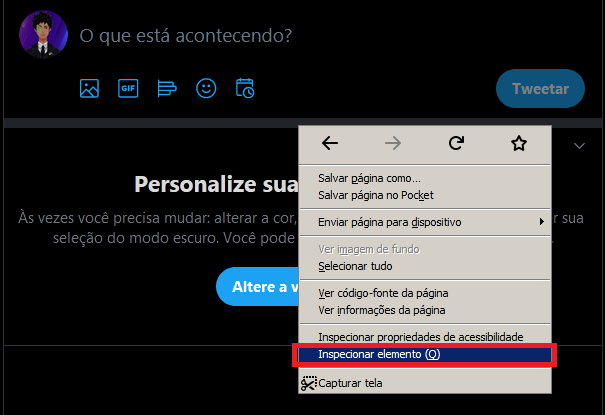 O que está acontecendo?
GIF
Tweetar
Personalize sua
Às vezes você precisa mudar: alterar a cor,
r sua
seleção do modo escuro. Você pode
Altere a v
Salvar página como...
Salvar página no Pocket
Enviar página para dispositivo
Ver imagem de fundo
Selecionar tudo
Ver código-fonte da página
Ver informações da página
Inspecionar propriedades de acessibilidade
Inspecionar elemento (Q)
Capturar tela